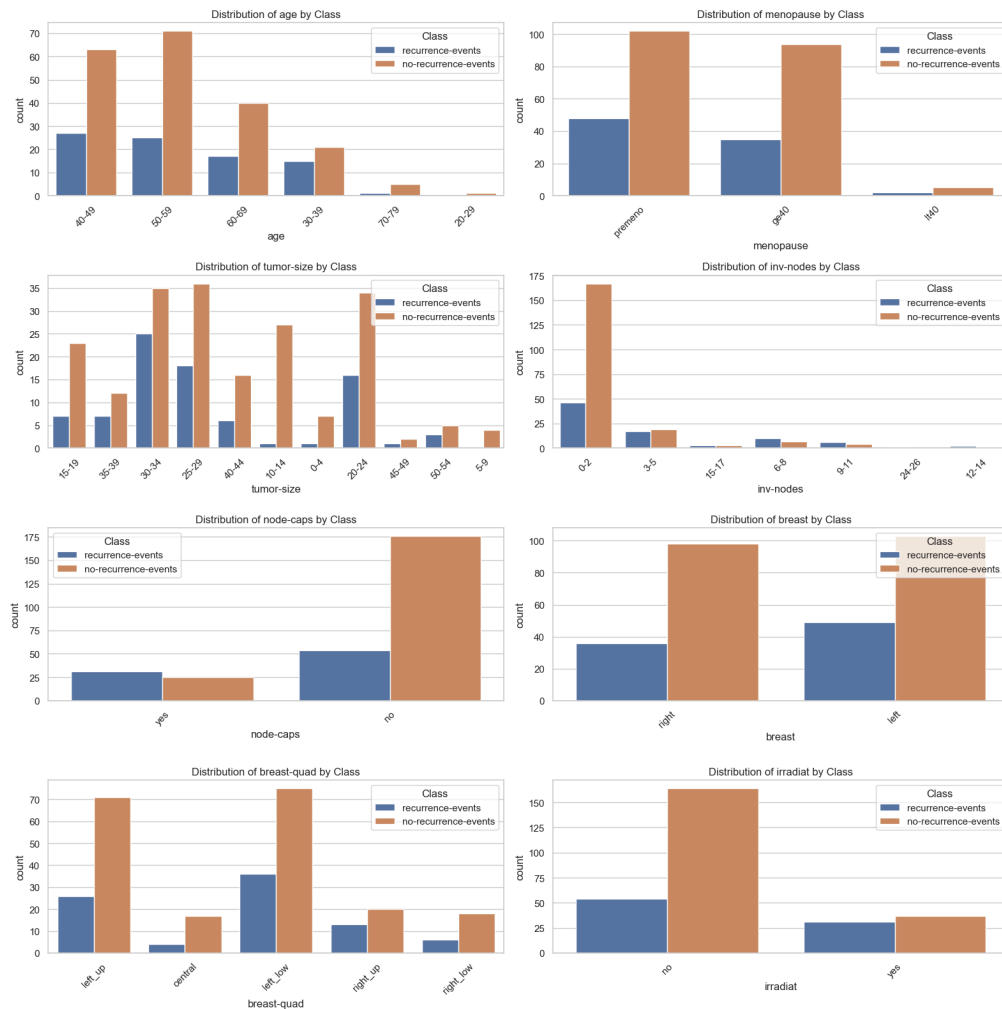 Distribution of age by Class
count
70
60
50
40
30
20
10
0
Class
recurrence-events
no-recurrence-events
40-49
50-59
60-69
30-39
70-79
20-29
age
Distribution of menopause by Class
count
100
80
60
40
20
0
Class
recurrence-events
no-recurrence-events
premeno
ge40
lt40
menopause
Distribution of tumor-size by Class
count
35
30
25
20
15
10
5
0
Class
recurrence-events
no-recurrence-events
15-19
35-39
30-34
25-29
40-44
10-14
0-4
20-24
45-49
50-54
5-9
tumor-size
Distribution of inv-nodes by Class
count
175
150
125
100
75
50
25
0
Class
recurrence-events
no-recurrence-events
0-2
3-5
15-17
6-8
9-11
24-26
12-14
inv-nodes
Distribution of node-caps by Class
count
175
150
125
100
75
50
25
0
Class
recurrence-events
no-recurrence-events
yes
no
node-caps
Distribution of breast by Class
count
100
80
60
40
20
0
Class
recurrence-events
no-recurrence-events
right
left
breast
Distribution of breast-quad by Class
count
70
60
50
40
30
20
10
0
Class
recurrence-events
no-recurrence-events
left_up
central
left_low
right_up
right_low
breast-quad
Distribution of irradiat by Class
count
150
125
100
75
50
25
0
Class
recurrence-events
no-recurrence-events
no
yes
irradiat